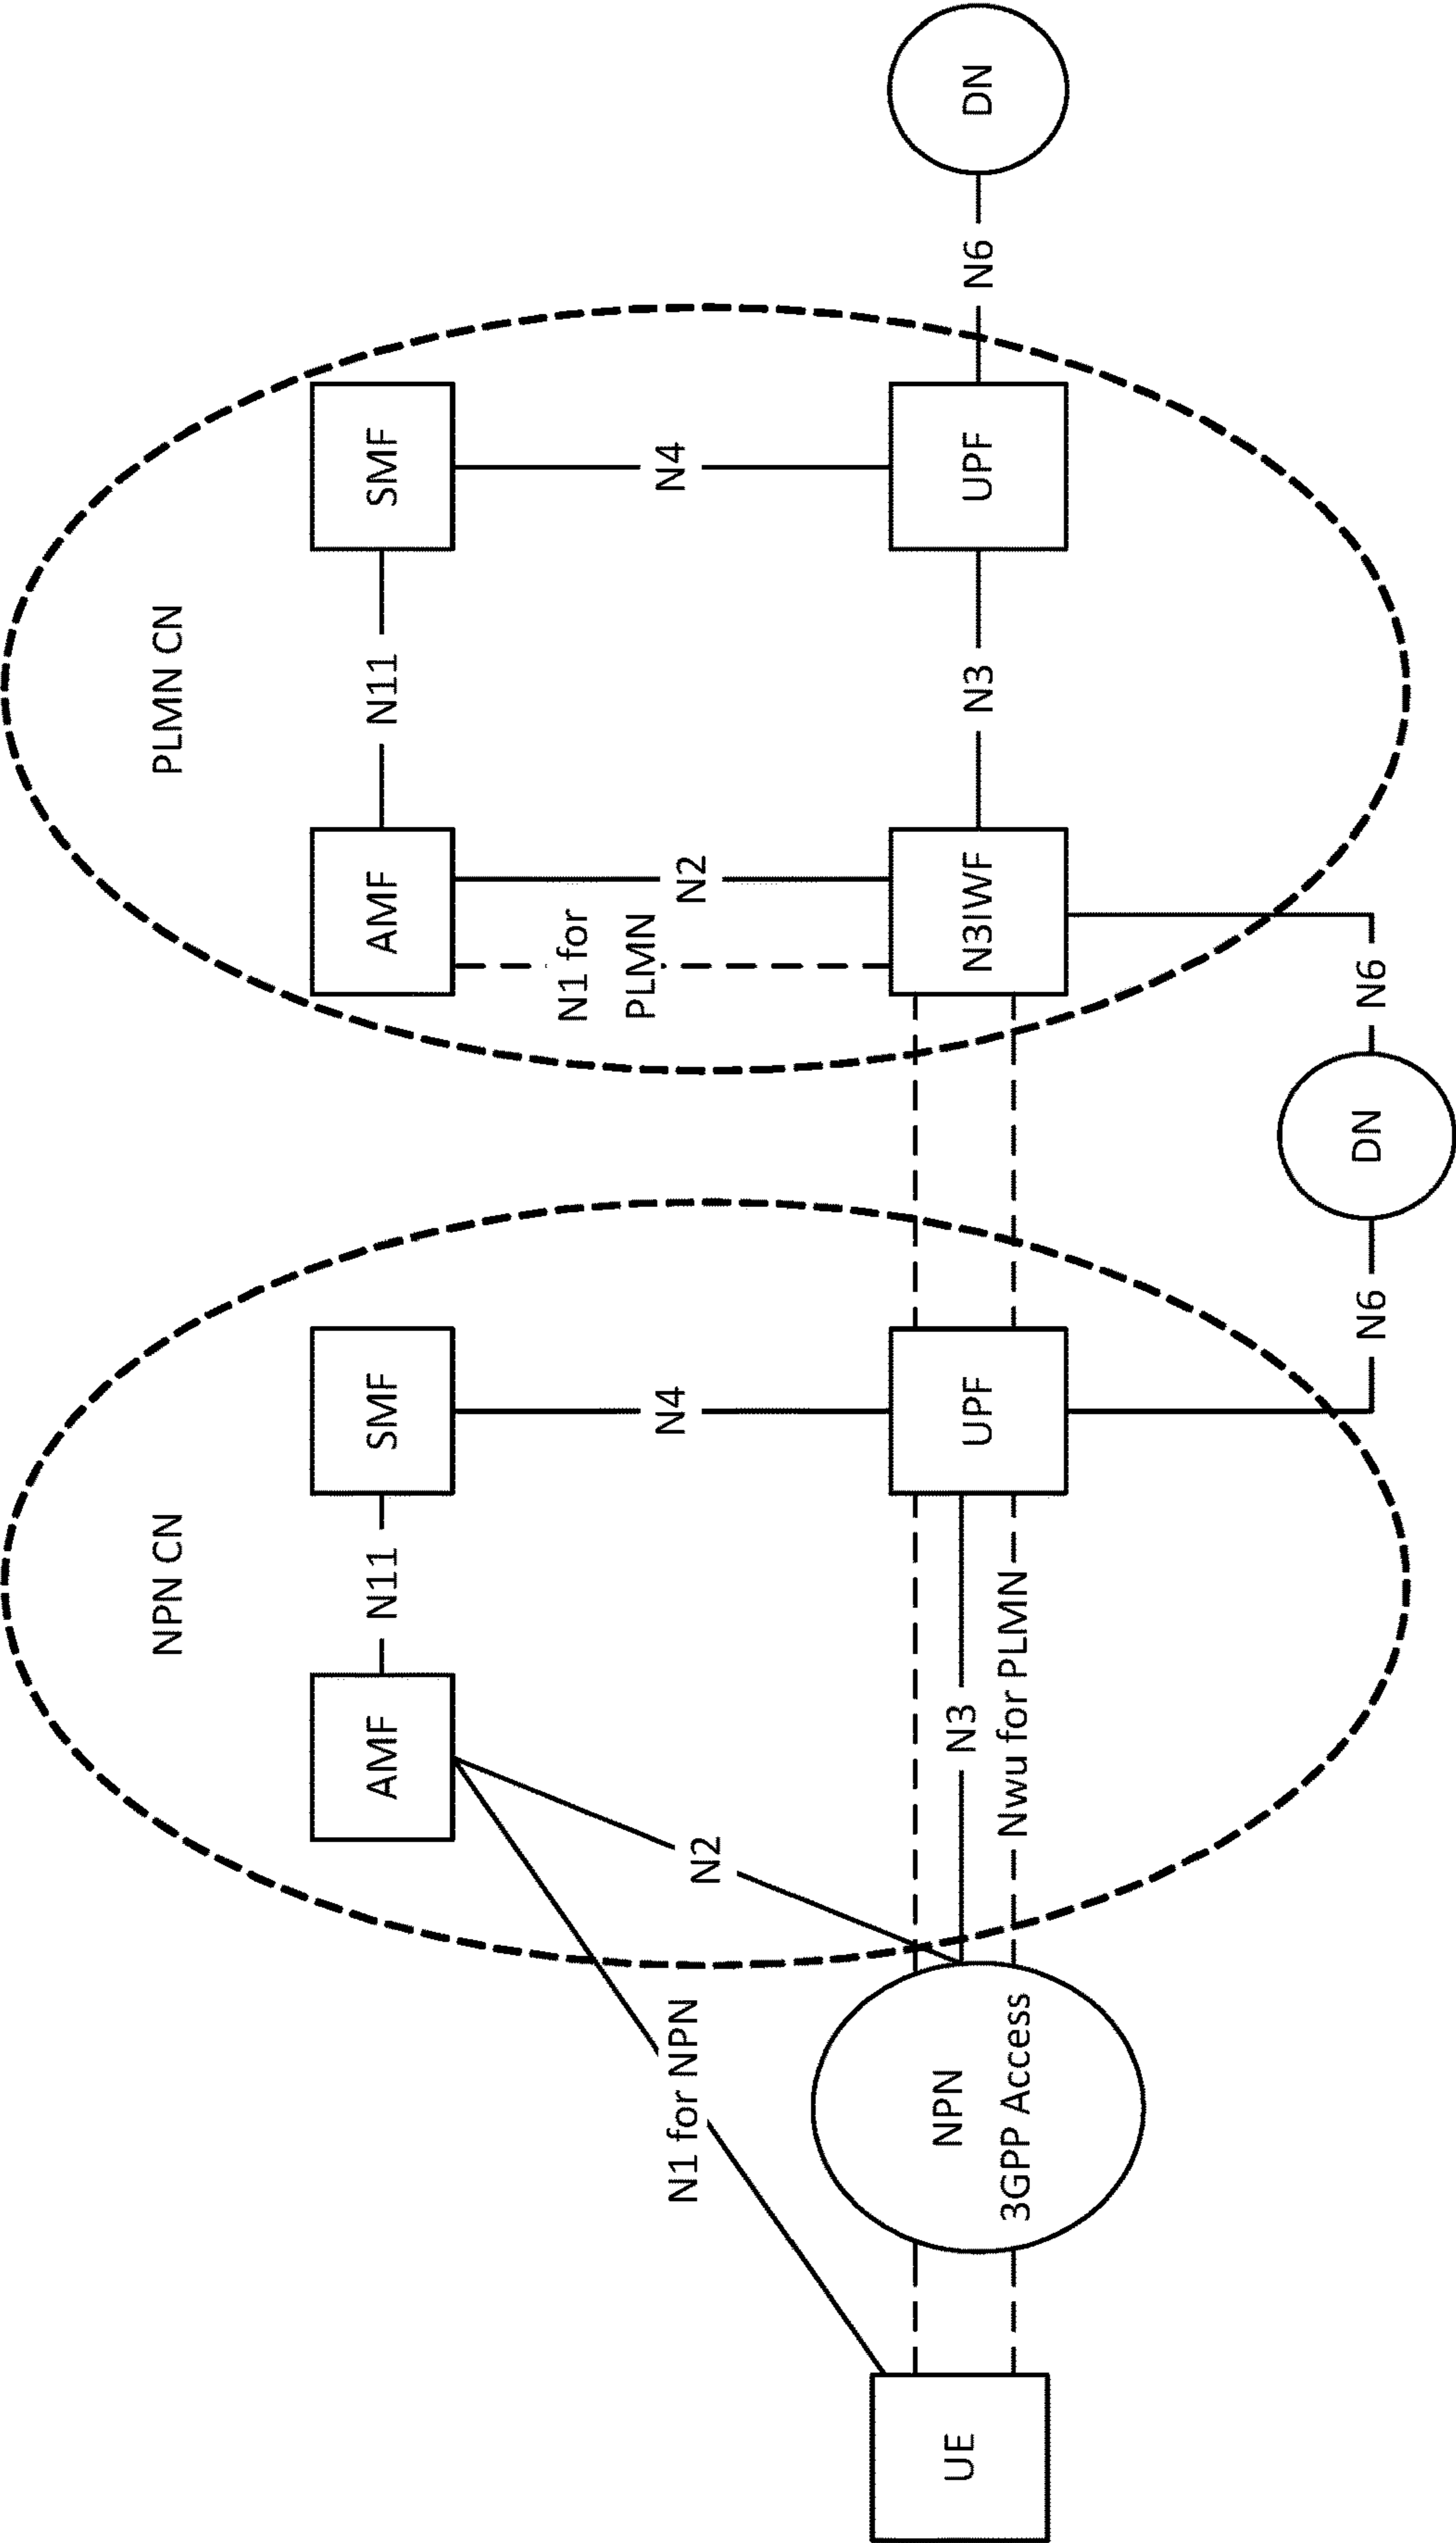 NPN CN
PLMN CN
AMF
N11
SMF
AMF
N11
SMF
N1 for NPN
N2
N4
N1 for
PLMN
N2
N4
UE
NPN
3GPP Access
N3
Nwu for PLMN
UPF
N3IWF
N3
UPF
N6
DN
N6
DN
N6